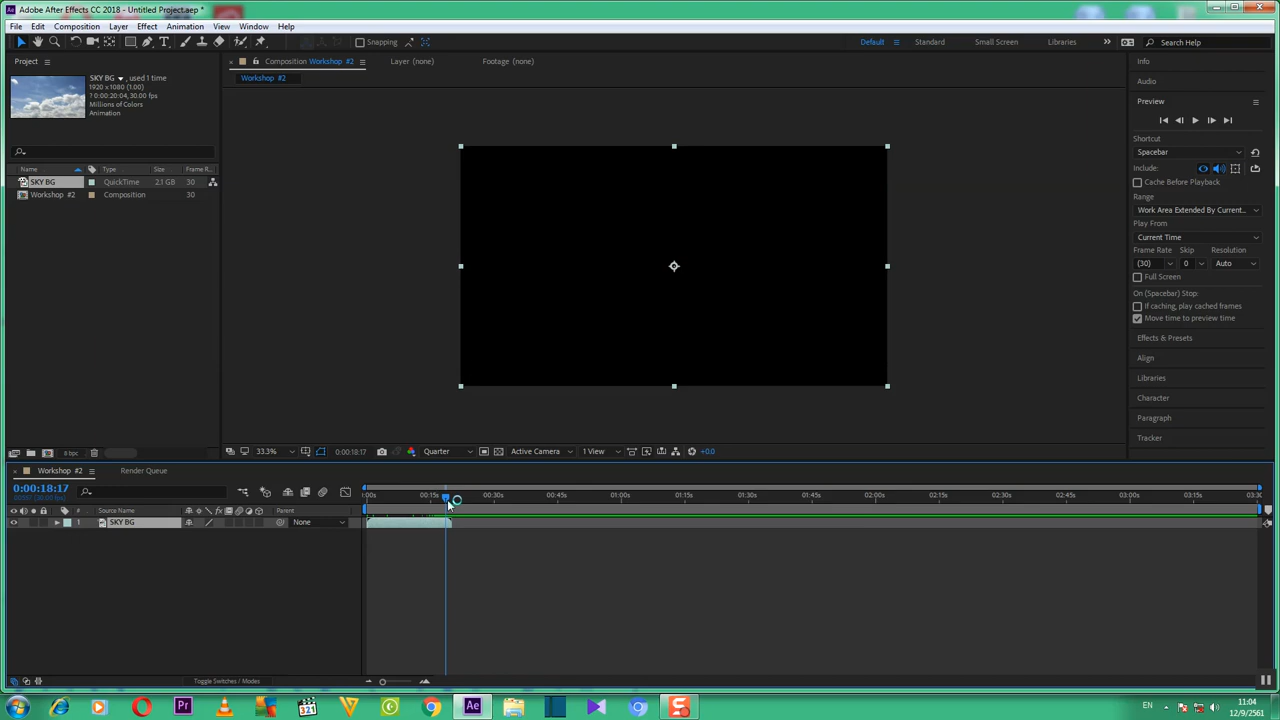 Adobe After Effects CC 2018 - Untitled Project.aep *
File Edit Composition Layer Effect Animation View Window Help
Snapping Default Standard Small Screen Libraries Search Help
Project
SKY BG , used 1 time
1920 x 1080 (1.00)
0:00:20:04, 30.00 fps
Millions of Colors
Animation
Name Type Size Frame R...
SKY BG QuickTime 2.1 GB 30
Workshop #2 Composition 30
8 bpc
Composition Workshop #2 Layer (none) Footage (none)
Workshop #2
33.3% 0:00:18:17 Quarter Active Camera 1 View +0.0
Info
Audio
Preview
Shortcut
Spacebar
Include:
Cache Before Playback
Range
Work Area Extended By Current...
Play From
Current Time
Frame Rate Skip Resolution
(30) 0 Auto
Full Screen
On (Spacebar) Stop:
If caching, play cached frames
Move time to preview time
Effects & Presets
Align
Libraries
Character
Paragraph
Tracker
Workshop #2 Render Queue
0:00:18:17
00557 (30.00 fps)
:00s 00:15s 00:30s 00:45s 01:00s 01:15s 01:30s 01:45s 02:00s 02:15s 02:30s 02:45s 03:00s 03:15s 03:30
# Source Name Parent
1 SKY BG None
Toggle Switches / Modes
EN 11:04
12/9/2561